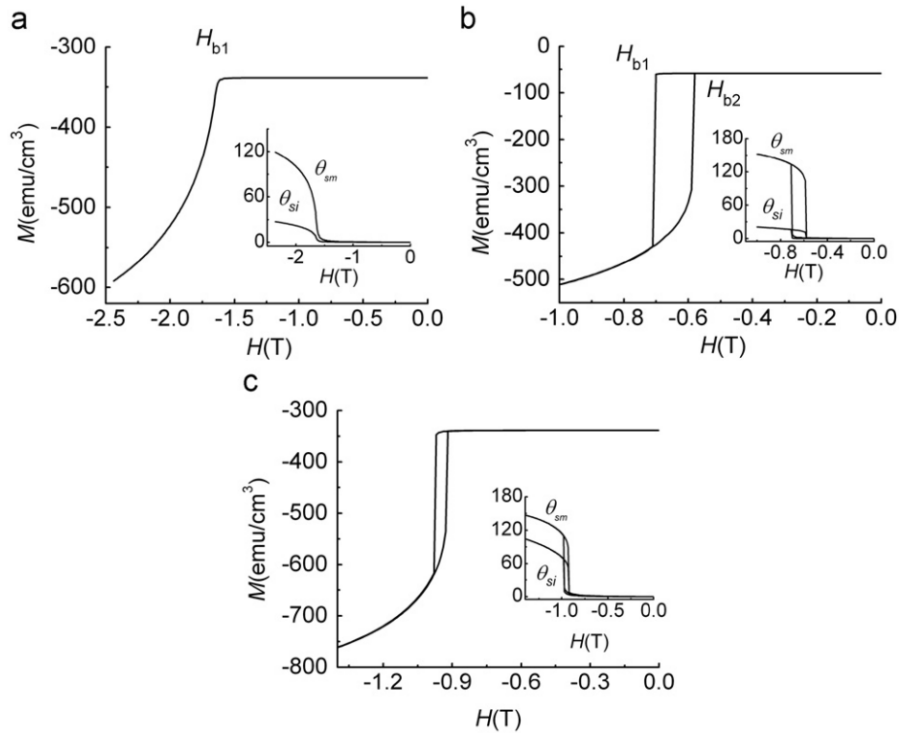 a
H_b1
-300
-350
-400
-450
-500
-550
-600
M(emu/cm³)
-2.5 -2.0 -1.5 -1.0 -0.5 0.0
H(T)
120
60
0
θ_sm
θ_si
-2 -1 0
H(T)
b
0
-100
-200
-300
-400
-500
M(emu/cm³)
H_b1
H_b2
-1.0 -0.8 -0.6 -0.4 -0.2 0.0
H(T)
180
120
60
0
θ_sm
θ_si
-0.8 -0.4 0.0
H(T)
c
-300
-400
-500
-600
-700
-800
M(emu/cm³)
-1.2 -0.9 -0.6 -0.3 0.0
H(T)
180
120
60
0
θ_sm
θ_si
-1.0 -0.5 0.0
H(T)